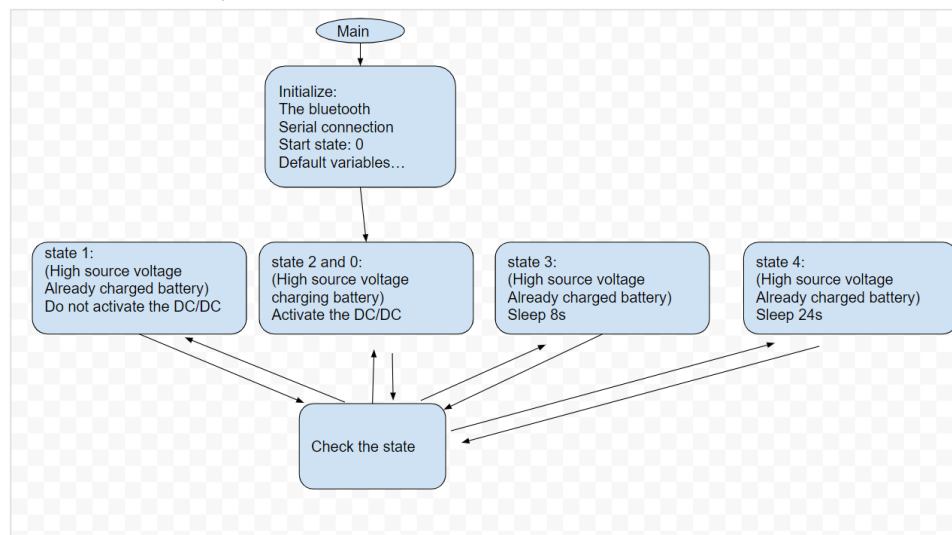 Main
Initialize:
The bluetooth
Serial connection
Start state: 0
Default variables…
state 1:
(High source voltage
Already charged battery)
Do not activate the DC/DC
state 2 and 0:
(High source voltage
charging battery)
Activate the DC/DC
state 3:
(High source voltage
Already charged battery)
Sleep 8s
state 4:
(High source voltage
Already charged battery)
Sleep 24s
Check the state